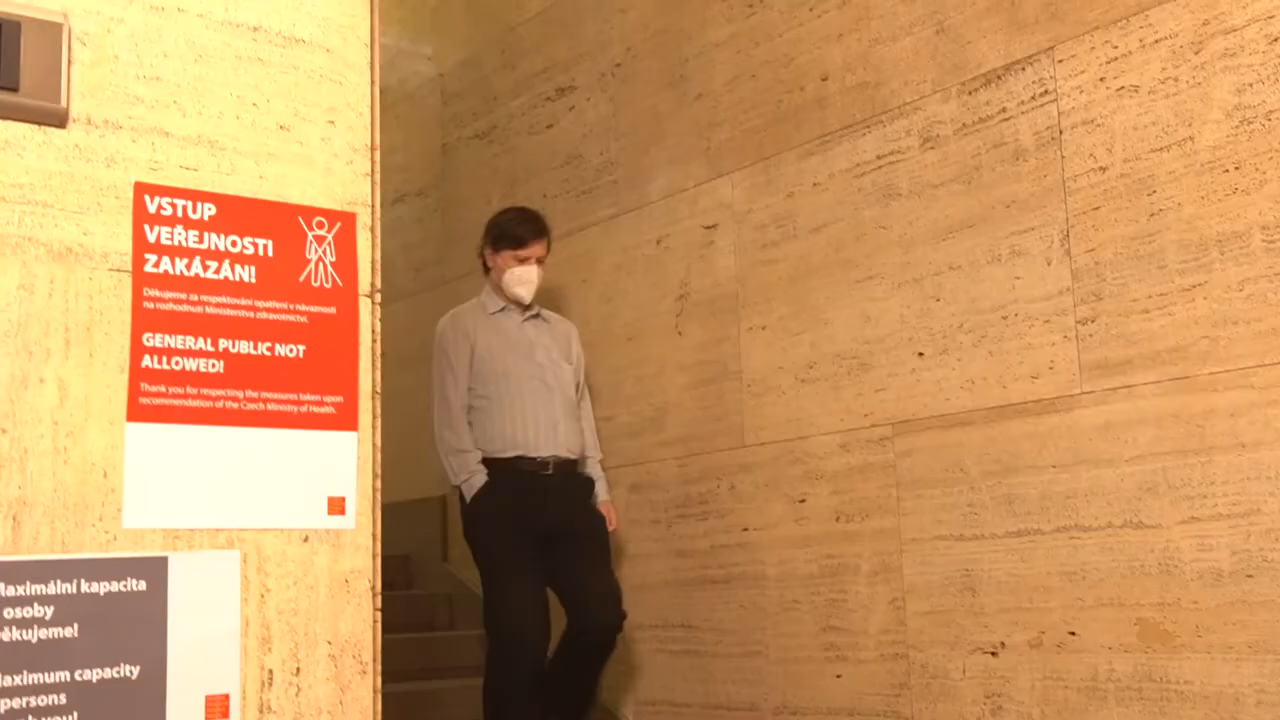 VSTUP
VEŘEJNOSTI
ZAKÁZÁN!
Děkujeme za respektování opatření v návaznosti
na rozhodnutí Ministerstva zdravotnictví.
GENERAL PUBLIC NOT
ALLOWED!
Thank you for respecting the measures taken upon
recommendation of the Czech Ministry of Health.
Maximální kapacita
osoby
ěkujeme!
aximum capacity
persons
you!